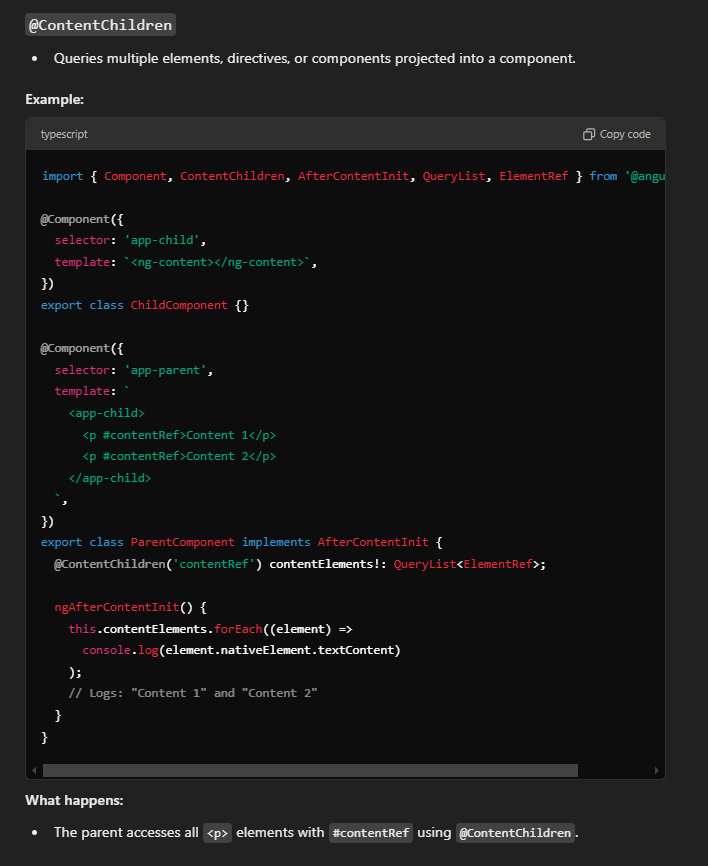 @ContentChildren
• Queries multiple elements, directives, or components projected into a component.
Example:
typescript
Copy code
import { Component, ContentChildren, AfterContentInit, QueryList, ElementRef } from '@angu
@Component({
  selector: 'app-child',
  template: `<ng-content></ng-content>`,
})
export class ChildComponent {}
@Component({
  selector: 'app-parent',
  template: `
    <app-child>
      <p #contentRef>Content 1</p>
      <p #contentRef>Content 2</p>
    </app-child>
  `,
})
export class ParentComponent implements AfterContentInit {
  @ContentChildren('contentRef') contentElements!: QueryList<ElementRef>;
  ngAfterContentInit() {
    this.contentElements.forEach((element) =>
      console.log(element.nativeElement.textContent)
    );
    // Logs: "Content 1" and "Content 2"
  }
}
What happens:
• The parent accesses all <p> elements with #contentRef using @ContentChildren.